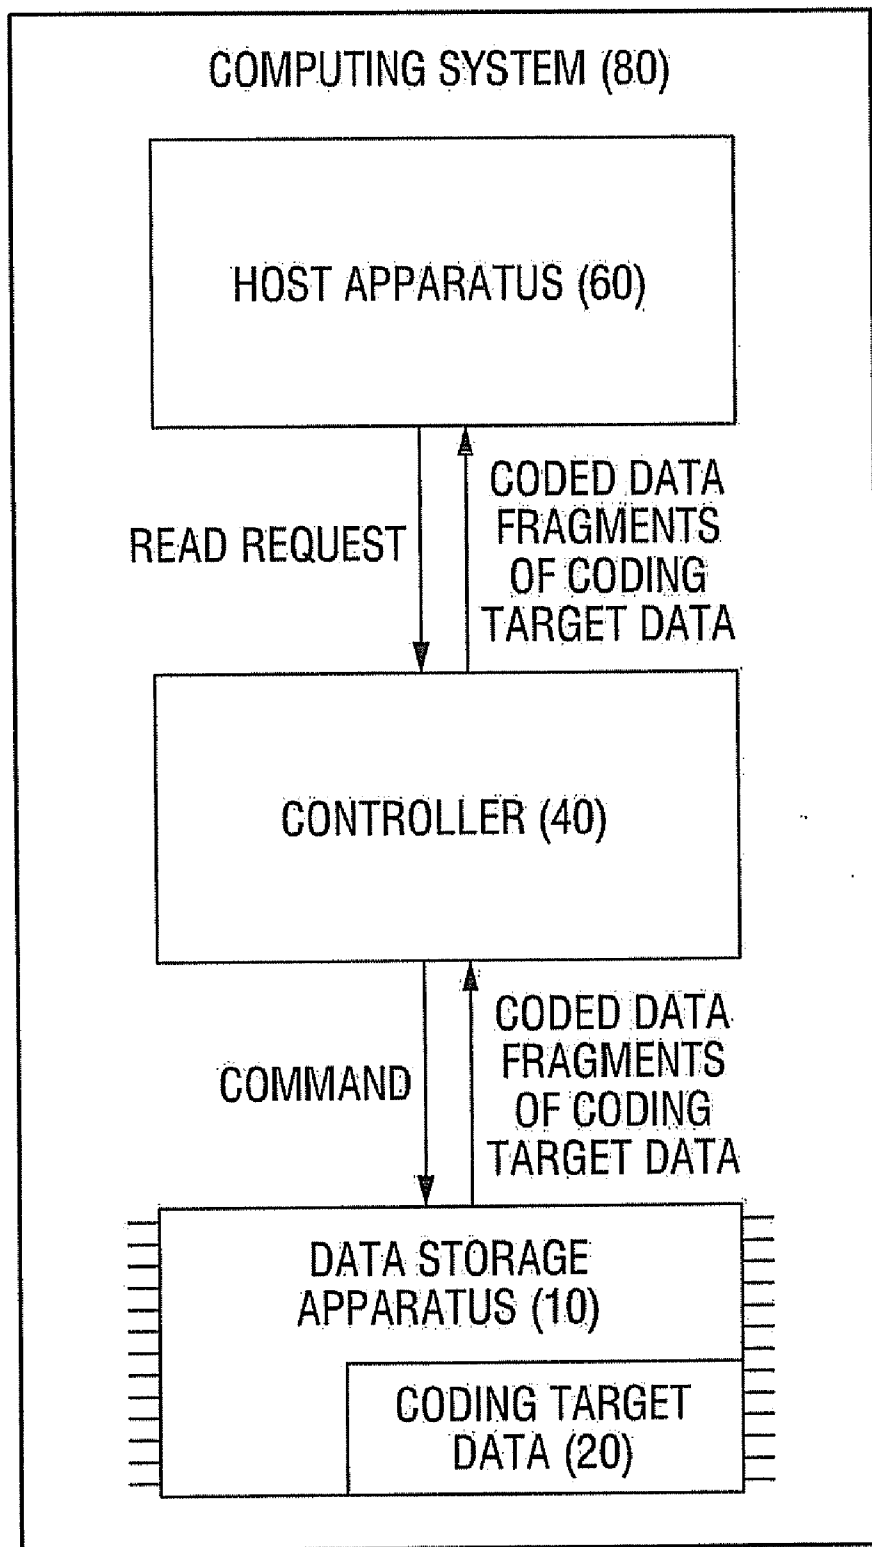 COMPUTING SYSTEM (80)
HOST APPARATUS (60)
READ REQUEST
CODED DATA
FRAGMENTS
OF CODING
TARGET DATA
CONTROLLER (40)
COMMAND
CODED DATA
FRAGMENTS
OF CODING
TARGET DATA
DATA STORAGE
APPARATUS (10)
CODING TARGET
DATA (20)